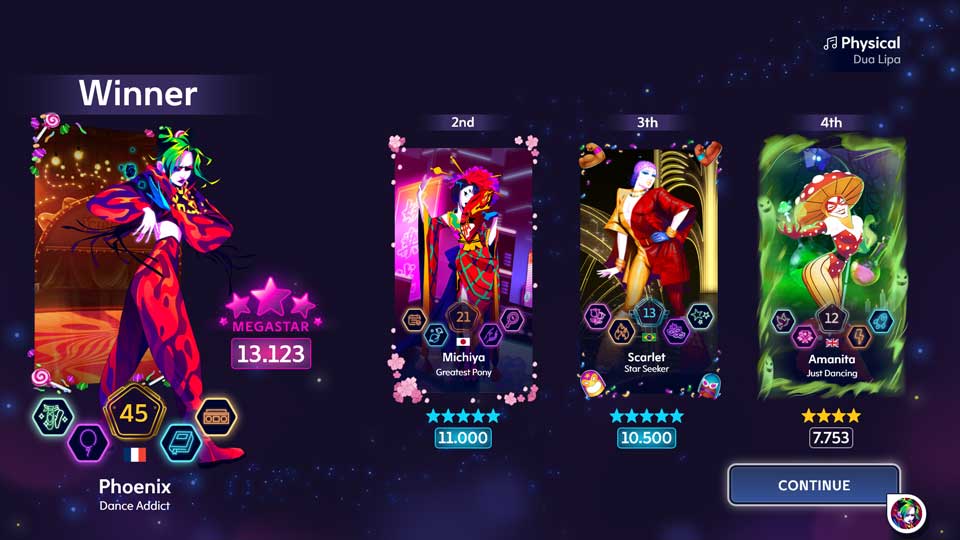 Physical
Dua Lipa
Winner
MEGASTAR
13.123
45
Phoenix
Dance Addict
2nd
21
Michiya
Greatest Pony
11.000
3th
13
Scarlet
Star Seeker
10.500
4th
12
Amanita
Just Dancing
7.753
CONTINUE